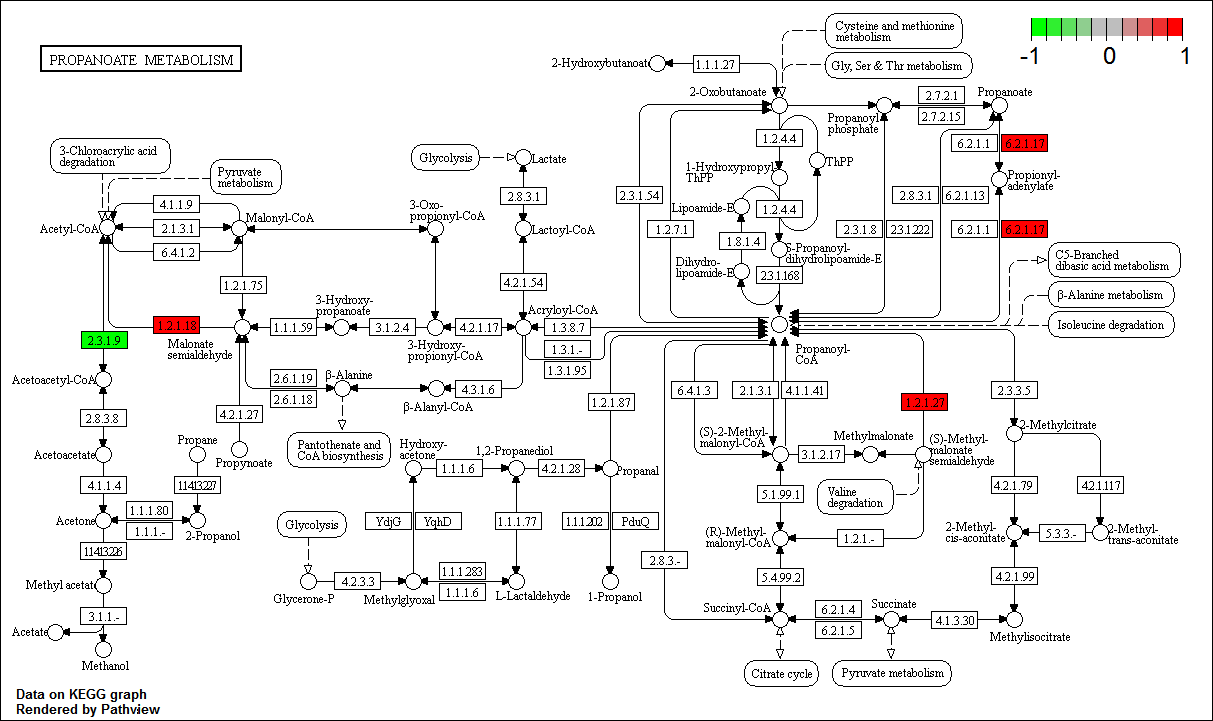 PROPANOATE METABOLISM
-1 0 1
Cysteine and methionine
metabolism
Gly, Ser & Thr metabolism
2-Hydroxybutanoate
1.1.1.27
2-Oxobutanoate
Propanoyl
phosphate
2.7.2.1
2.7.2.15
Propanoate
6.2.1.1
6.2.1.17
Propionyl-
adenylate
6.2.1.1
6.2.1.17
1.2.4.4
ThPP
1-Hydroxypropyl-
ThPP
Lipoamide-E
1.2.4.4
1.8.1.4
S-Propanoyl-
dihydrolipoamide-E
Dihydro-
lipoamide-E
2.3.1.168
2.3.1.54
1.2.7.1
2.3.1.8
2.3.1.222
2.8.3.1
6.2.1.13
C5-Branched
dibasic acid metabolism
β-Alanine metabolism
Isoleucine degradation
3-Chloroacrylic acid
degradation
Pyruvate
metabolism
Acetyl-CoA
4.1.1.9
2.1.3.1
6.4.1.2
Malonyl-CoA
3-Oxo-
propionyl-CoA
Glycolysis
Lactate
2.8.3.1
Lactoyl-CoA
4.2.1.54
Acryloyl-CoA
1.2.1.75
3-Hydroxy-
propanoate
1.2.1.18
Malonate
semialdehyde
1.1.1.59
3.1.2.4
3-Hydroxy-
propionyl-CoA
4.2.1.17
1.3.8.7
1.3.1.-
1.3.1.95
Propanoyl-
CoA
2.3.1.9
Acetoacetyl-CoA
2.8.3.8
Acetoacetate
4.1.1.4
Acetone
1.1.1.80
1.1.1.-
2-Propanol
Propane
1.14.13.227
1.14.13.226
Methyl acetate
3.1.1.-
Acetate
Methanol
2.6.1.19
2.6.1.18
β-Alanine
4.3.1.6
β-Alanyl-CoA
4.2.1.27
Propynoate
Pantothenate and
CoA biosynthesis
1.2.1.87
Hydroxy-
acetone
1.1.1.6
1,2-Propanediol
4.2.1.28
Propanal
YdjG
YqhD
1.1.1.77
1.1.1.202
PduQ
1-Propanol
Glycolysis
Glycerone-P
4.2.3.3
Methylglyoxal
1.1.1.283
1.1.1.6
L-Lactaldehyde
6.4.1.3
2.1.3.1
4.1.1.41
1.2.1.27
2.3.3.5
(S)-2-Methyl-
malonyl-CoA
3.1.2.17
Methylmalonate
(S)-Methyl-
malonate
semialdehyde
Valine
degradation
5.1.99.1
(R)-Methyl-
malonyl-CoA
1.2.1.-
2.8.3.-
5.4.99.2
Succinyl-CoA
6.2.1.4
6.2.1.5
Succinate
4.1.3.30
Methylisocitrate
2-Methylcitrate
4.2.1.79
4.2.1.117
2-Methyl-
cis-aconitate
5.3.3.-
2-Methyl-
trans-aconitate
4.2.1.99
Citrate cycle
Pyruvate metabolism
Data on KEGG graph
Rendered by Pathview